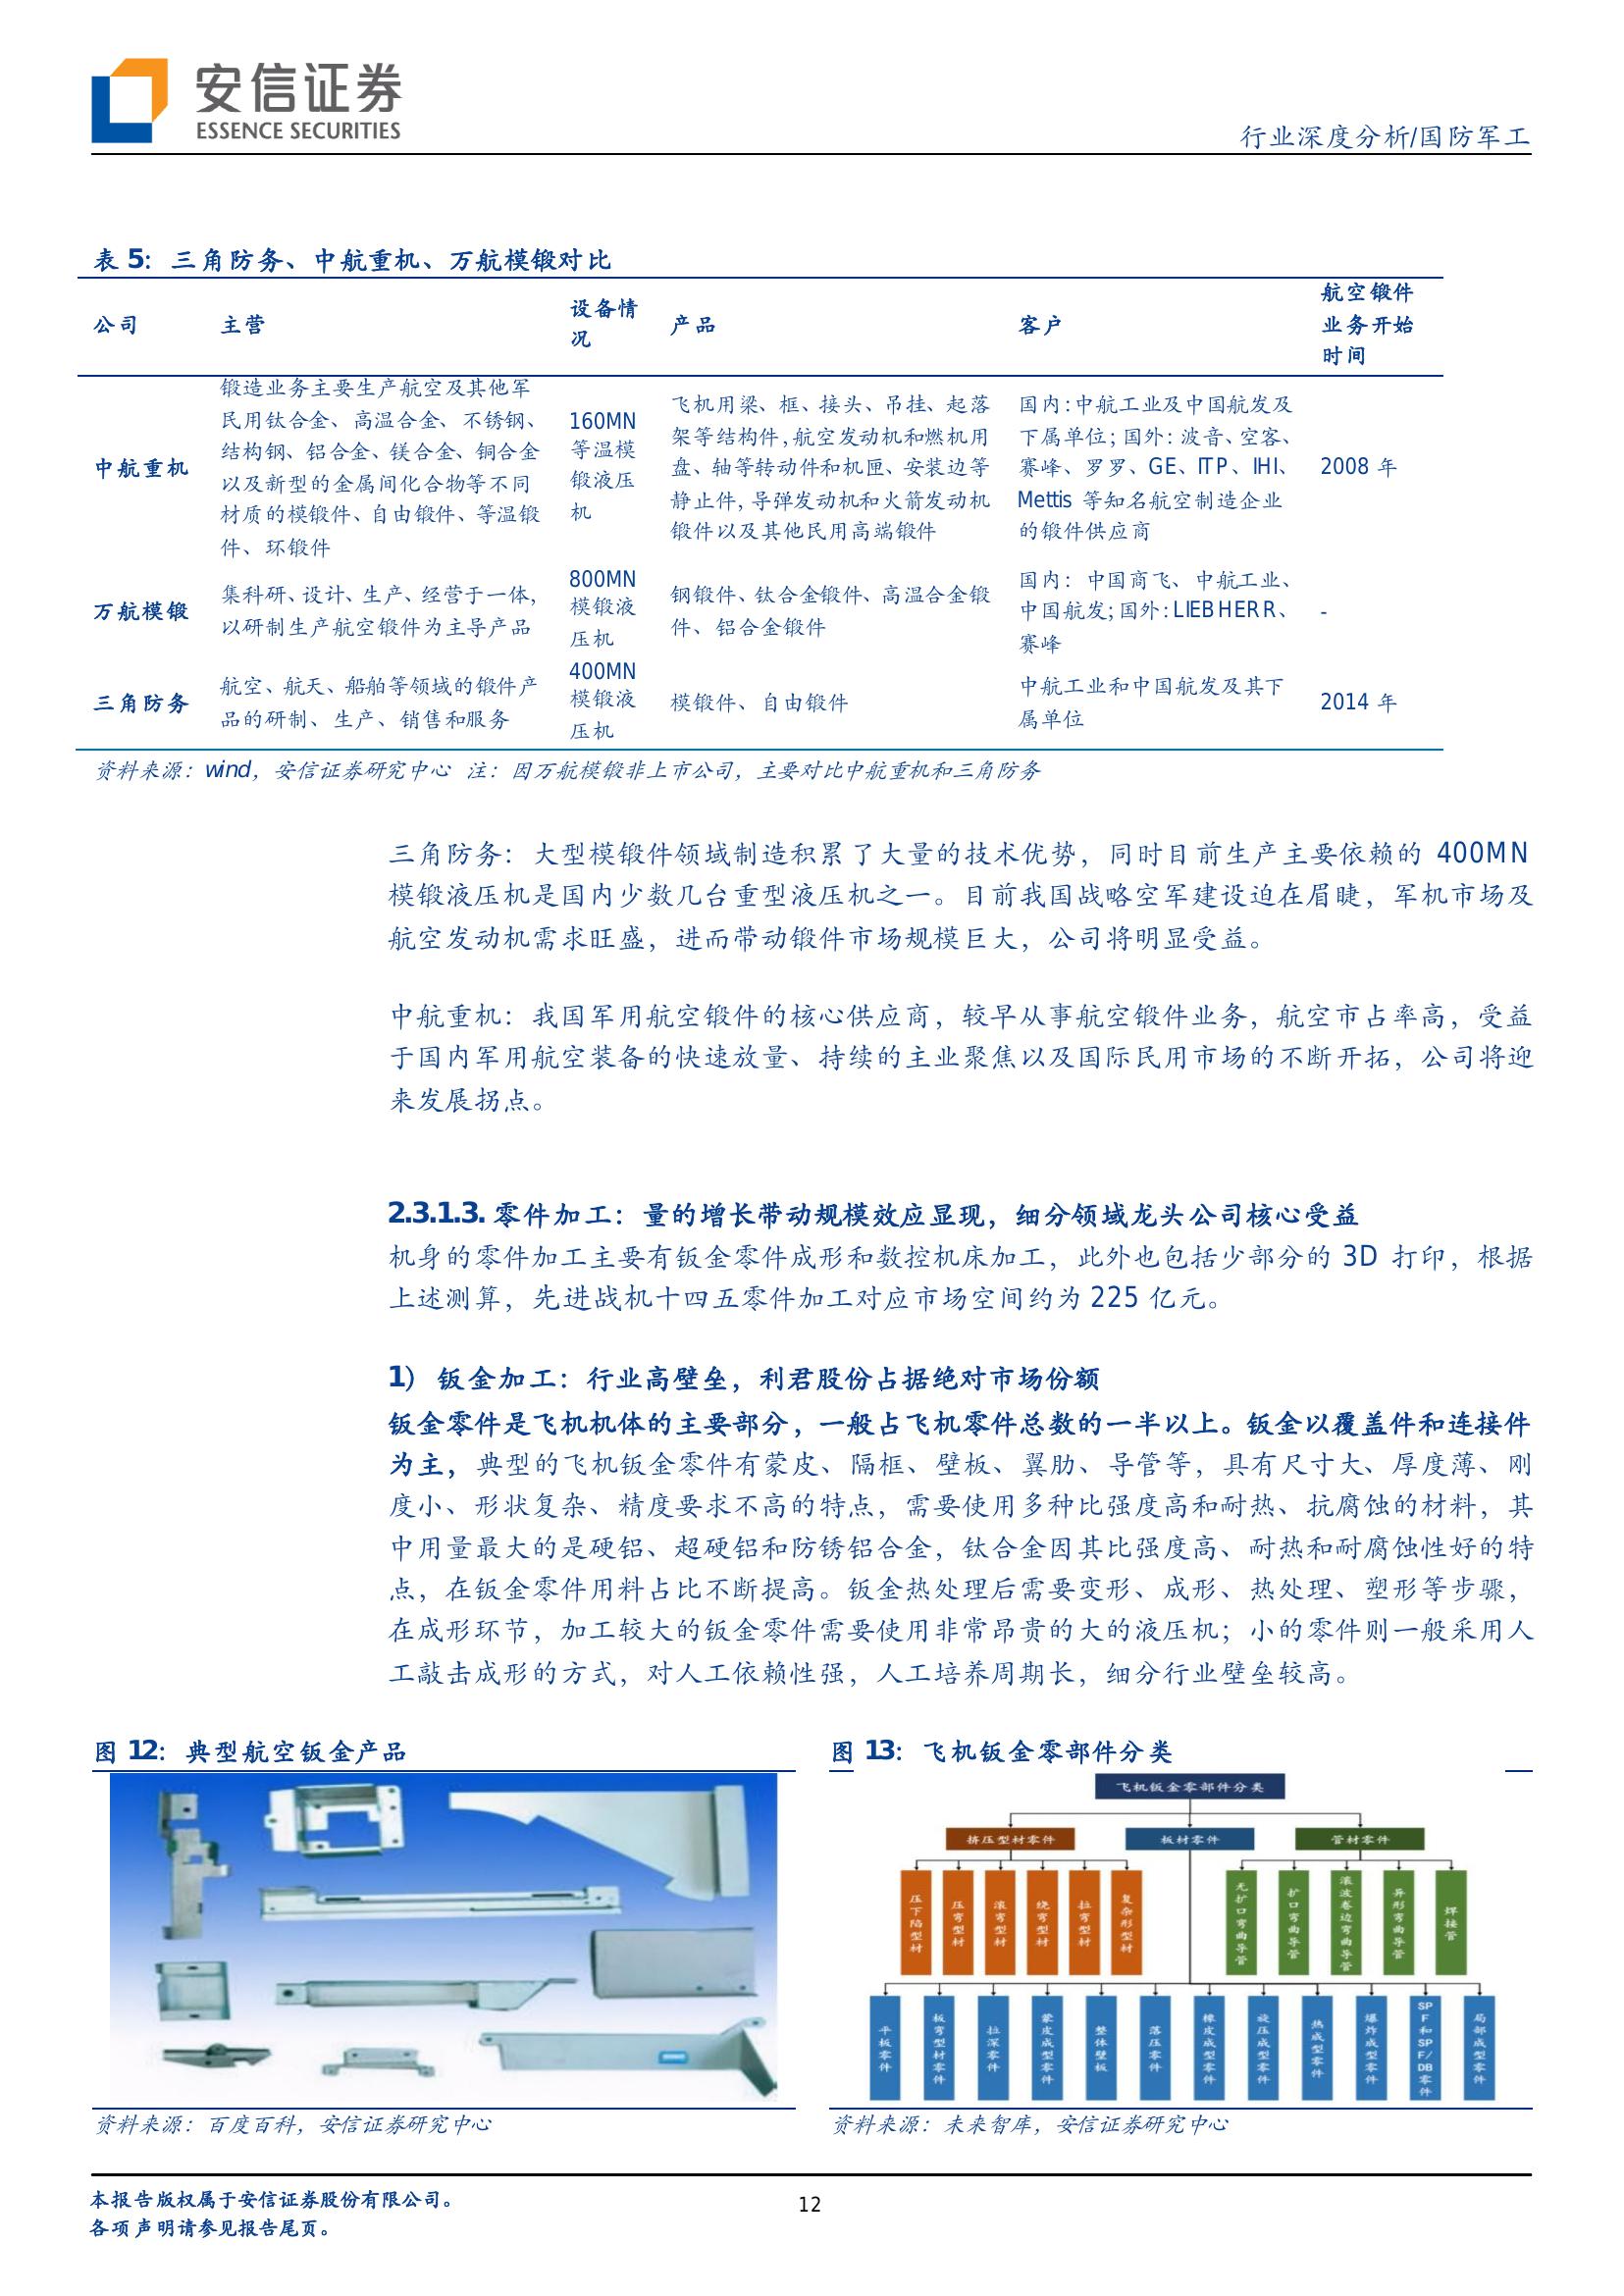 安信证券
ESSENCE SECURITIES
行业深度分析/国防军工
表 5：三角防务、中航重机、万航模锻对比
公司
主营
设备情
况
产品
客户
航空锻件
业务开始
时间
中航重机
锻造业务主要生产航空及其他军
民用钛合金、高温合金、不锈钢、
结构钢、铝合金、镁合金、铜合金
以及新型的金属间化合物等不同
材质的模锻件、自由锻件、等温锻
件、环锻件
160MN
等温模
锻液压
机
飞机用梁、框、接头、吊挂、起落
架等结构件，航空发动机和燃机用
盘、轴等转动件和机匣、安装边等
静止件，导弹发动机和火箭发动机
锻件以及其他民用高端锻件
国内：中航工业及中国航发及
下属单位；国外：波音、空客、
赛峰、罗罗、GE、ITP、IHI、
Mettis 等知名航空制造企业
的锻件供应商
2008 年
万航模锻
集科研、设计、生产、经营于一体，
以研制生产航空锻件为主导产品
800MN
模锻液
压机
钢锻件、钛合金锻件、高温合金锻
件、铝合金锻件
国内：中国商飞、中航工业、
中国航发；国外：LIEBHERR、
赛峰
-
三角防务
航空、航天、船舶等领域的锻件产
品的研制、生产、销售和服务
400MN
模锻液
压机
模锻件、自由锻件
中航工业和中国航发及其下
属单位
2014 年
资料来源：wind，安信证券研究中心 注：因万航模锻非上市公司，主要对比中航重机和三角防务
三角防务：大型模锻件领域制造积累了大量的技术优势，同时目前生产主要依赖的 400MN
模锻液压机是国内少数几台重型液压机之一。目前我国战略空军建设迫在眉睫，军机市场及
航空发动机需求旺盛，进而带动锻件市场规模巨大，公司将明显受益。
中航重机：我国军用航空锻件的核心供应商，较早从事航空锻件业务，航空市占率高，受益
于国内军用航空装备的快速放量、持续的主业聚焦以及国际民用市场的不断开拓，公司将迎
来发展拐点。
2.3.1.3. 零件加工：量的增长带动规模效应显现，细分领域龙头公司核心受益
机身的零件加工主要有钣金零件成形和数控机床加工，此外也包括少部分的 3D 打印，根据
上述测算，先进战机十四五零件加工对应市场空间约为 225 亿元。
1） 钣金加工：行业高壁垒，利君股份占据绝对市场份额
钣金零件是飞机机体的主要部分，一般占飞机零件总数的一半以上。钣金以覆盖件和连接件
为主，典型的飞机钣金零件有蒙皮、隔框、壁板、翼肋、导管等，具有尺寸大、厚度薄、刚
度小、形状复杂、精度要求不高的特点，需要使用多种比强度高和耐热、抗腐蚀的材料，其
中用量最大的是硬铝、超硬铝和防锈铝合金，钛合金因其比强度高、耐热和耐腐蚀性好的特
点，在钣金零件用料占比不断提高。钣金热处理后需要变形、成形、热处理、塑形等步骤，
在成形环节，加工较大的钣金零件需要使用非常昂贵的大的液压机；小的零件则一般采用人
工敲击成形的方式，对人工依赖性强，人工培养周期长，细分行业壁垒较高。
图 12：典型航空钣金产品
图 13：飞机钣金零部件分类
飞机钣金零部件分类
挤压型材零件
板材零件
管材零件
压下陷型材
压弯型材
滚弯型材
绕弯型材
拉弯型材
复杂形型材
无扩口弯曲导管
扩口弯曲导管
滚波卷边弯曲导管
异形弯曲导管
焊接管
平板零件
板弯型材零件
拉深零件
蒙皮成型零件
整体壁板
落压零件
橡皮成型零件
旋压成型零件
热成型零件
爆炸成型零件
SPF和SPF/DB零件
局部成型零件
资料来源：百度百科，安信证券研究中心
资料来源：未来智库，安信证券研究中心
本报告版权属于安信证券股份有限公司。
各项声明请参见报告尾页。
12